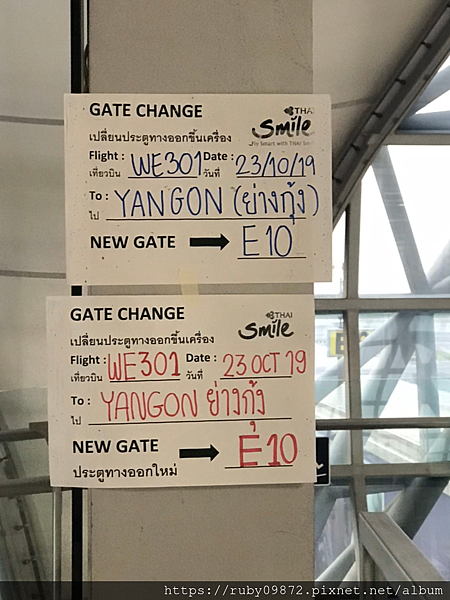 GATE CHANGE
THAI
Smile
Fly Smart with THAI Smile
เปลี่ยนประตูทางออกขึ้นเครื่อง
Flight : WE301 Date : 23/10/19
เที่ยวบิน วันที่
To : YANGON (ย่างกุ้ง)
ไป
NEW GATE E10
GATE CHANGE
THAI
Smile
เปลี่ยนประตูทางออกขึ้นเครื่อง
Flight : WE301 Date : 23 OCT 19
เที่ยวบิน วันที่
To : YANGON ย่างกุ้ง
ไป
NEW GATE E10
ประตูทางออกใหม่
https://ruby09872.pixnet.net/album